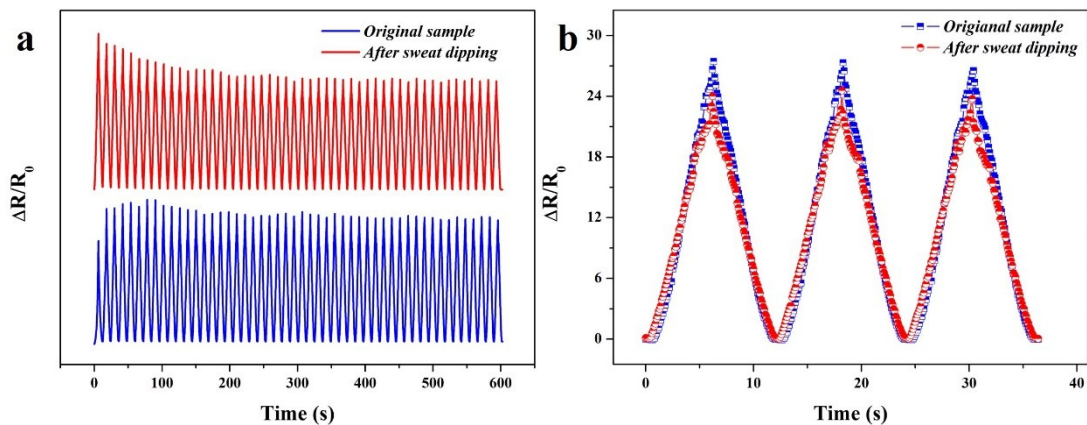 a
Original sample
After sweat dipping
ΔR/R0
0 100 200 300 400 500 600
Time (s)
b
Origianal sample
After sweat dipping
ΔR/R0
30
24
18
12
6
0
0 10 20 30 40
Time (s)